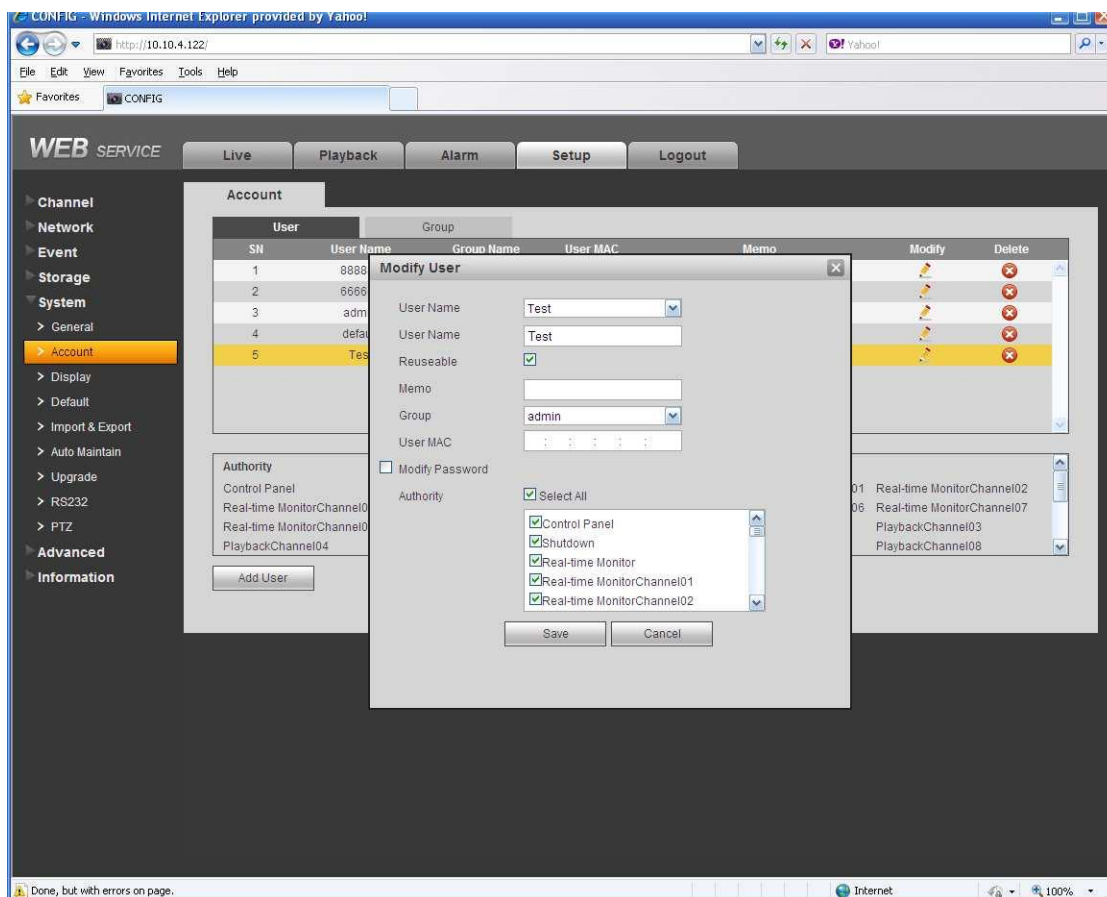 CONFIG - Windows Internet Explorer provided by Yahoo!
http://10.10.4.122/
Yahoo!
File Edit View Favorites Tools Help
Favorites CONFIG
WEB SERVICE
Live Playback Alarm Setup Logout
Channel
Network
Event
Storage
System
> General
> Account
> Display
> Default
> Import & Export
> Auto Maintain
> Upgrade
> RS232
> PTZ
Advanced
Information
Account
User Group
SN User Name Group Name User MAC Memo Modify Delete
1 8888
2 6666
3 adm
4 defau
5 Tes
Authority
Control Panel
Real-time MonitorChannel0
Real-time MonitorChannel0
PlaybackChannel04
01 Real-time MonitorChannel02
06 Real-time MonitorChannel07
PlaybackChannel03
PlaybackChannel08
Add User
Modify User
User Name Test
User Name Test
Reuseable
Memo
Group admin
User MAC : : : : :
Modify Password
Authority Select All
Control Panel
Shutdown
Real-time Monitor
Real-time MonitorChannel01
Real-time MonitorChannel02
Save Cancel
Done, but with errors on page.
Internet
100%